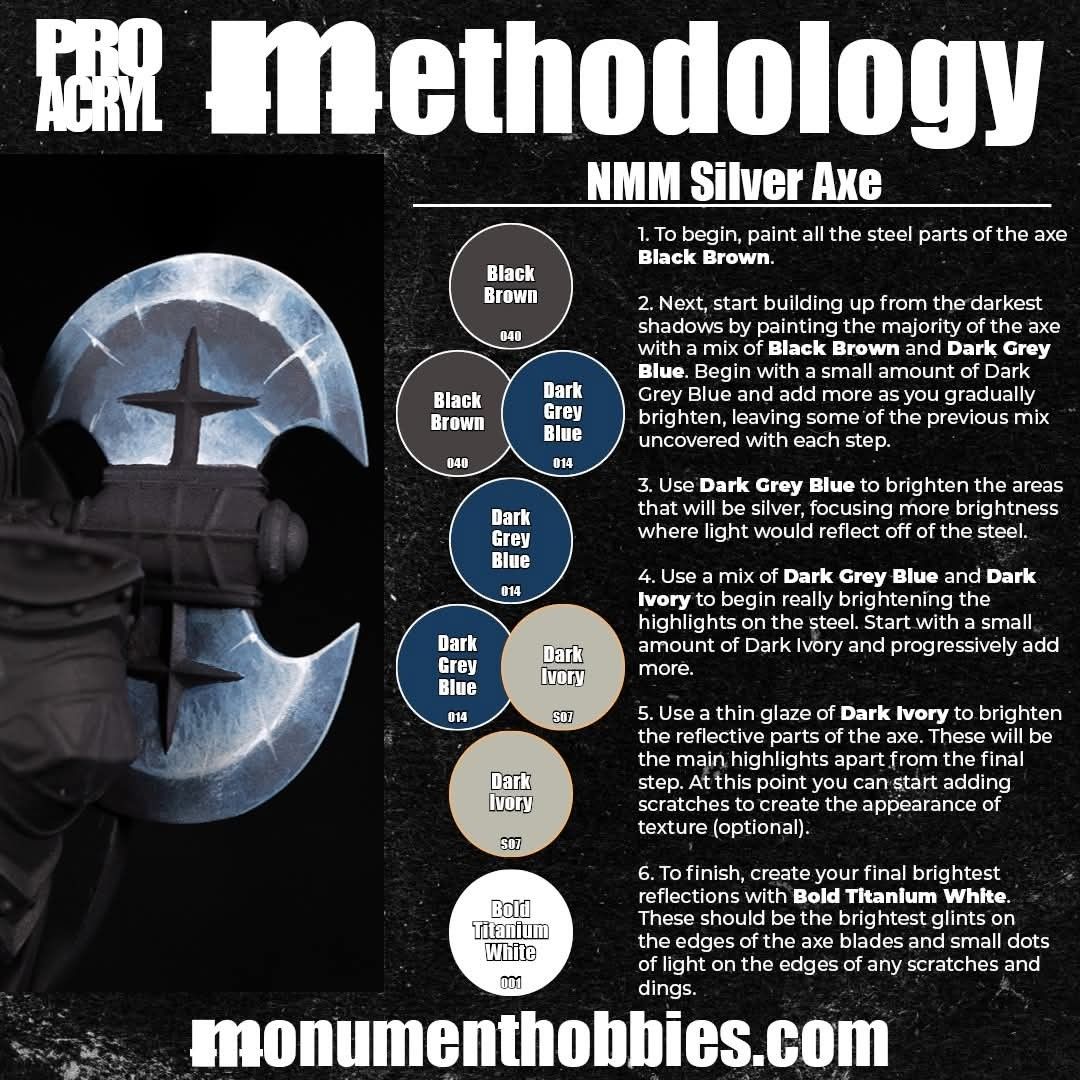 PRO
ACRYL
Methodology
NMM Silver Axe
Black
Brown
040
Black
Brown
040
Dark
Grey
Blue
014
Dark
Grey
Blue
014
Dark
Grey
Blue
014
Dark
Ivory
S07
Dark
Ivory
S07
Bold
Titanium
White
001
1. To begin, paint all the steel parts of the axe
Black Brown.
2. Next, start building up from the darkest
shadows by painting the majority of the axe
with a mix of Black Brown and Dark Grey
Blue. Begin with a small amount of Dark
Grey Blue and add more as you gradually
brighten, leaving some of the previous mix
uncovered with each step.
3. Use Dark Grey Blue to brighten the areas
that will be silver, focusing more brightness
where light would reflect off of the steel.
4. Use a mix of Dark Grey Blue and Dark
Ivory to begin really brightening the
highlights on the steel. Start with a small
amount of Dark Ivory and progressively add
more.
5. Use a thin glaze of Dark Ivory to brighten
the reflective parts of the axe. These will be
the main highlights apart from the final
step. At this point you can start adding
scratches to create the appearance of
texture (optional).
6. To finish, create your final brightest
reflections with Bold Titanium White.
These should be the brightest glints on
the edges of the axe blades and small dots
of light on the edges of any scratches and
dings.
monumenthobbies.com